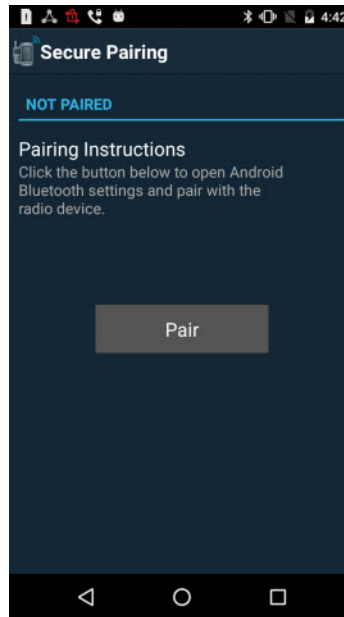 4:42
Secure Pairing
NOT PAIRED
Pairing Instructions
Click the button below to open Android
Bluetooth settings and pair with the
radio device.
Pair